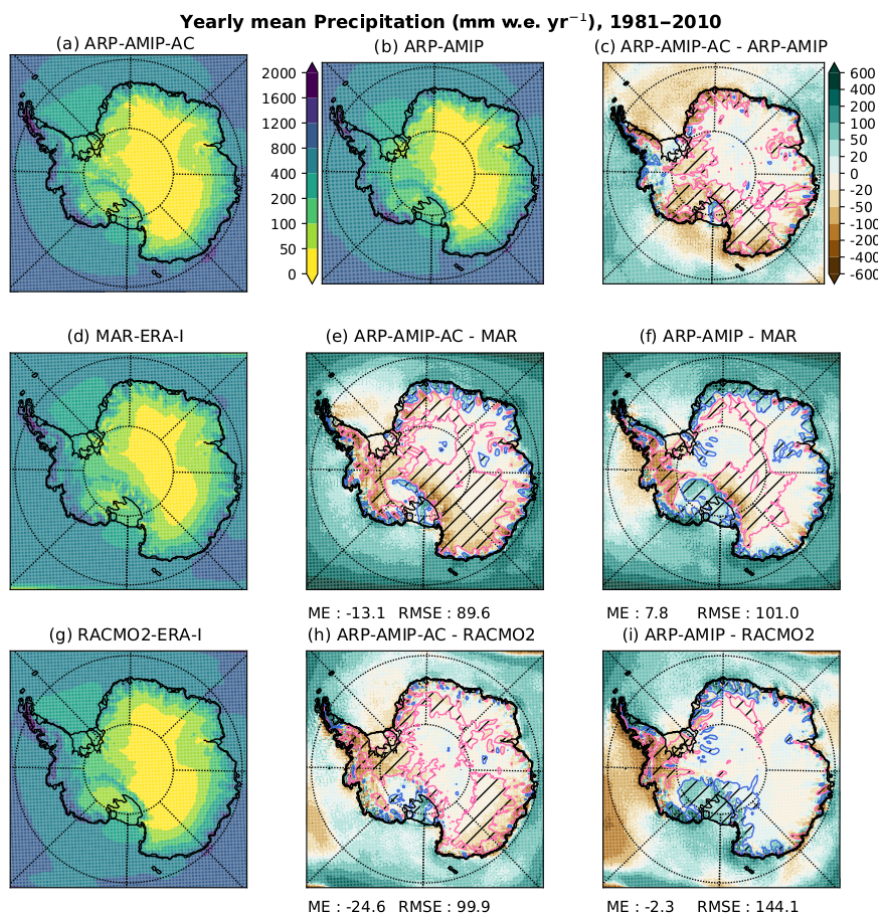 Yearly mean Precipitation (mm w.e. yr⁻¹), 1981–2010
(a) ARP-AMIP-AC
(b) ARP-AMIP
(c) ARP-AMIP-AC - ARP-AMIP
2000
1600
1200
800
400
200
100
50
0
600
400
200
100
50
20
0
-20
-50
-100
-200
-400
-600
(d) MAR-ERA-I
(e) ARP-AMIP-AC - MAR
(f) ARP-AMIP - MAR
ME : -13.1 RMSE : 89.6
ME : 7.8 RMSE : 101.0
(g) RACMO2-ERA-I
(h) ARP-AMIP-AC - RACMO2
(i) ARP-AMIP - RACMO2
ME : -24.6 RMSE : 99.9
ME : -2.3 RMSE : 144.1